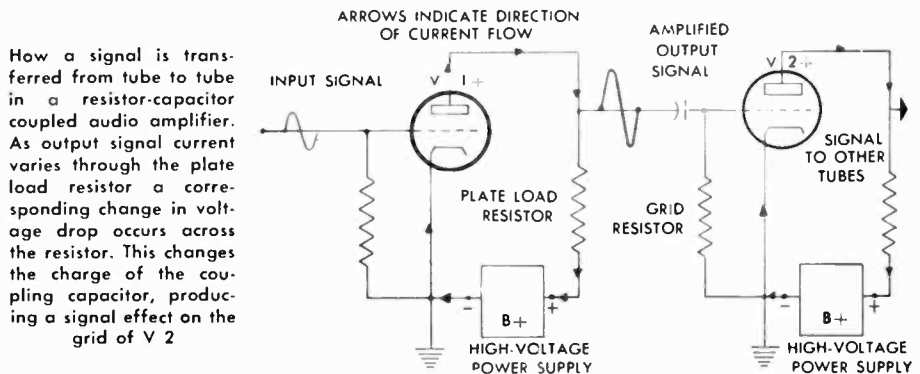 How a signal is trans-
ferred from tube to tube
in a resistor-capacitor
coupled audio amplifier.
As output signal current
varies through the plate
load resistor a corre-
sponding change in volt-
age drop occurs across
the resistor. This changes
the charge of the cou-
pling capacitor, produc-
ing a signal effect on the
grid of V 2
ARROWS INDICATE DIRECTION
OF CURRENT FLOW
INPUT SIGNAL
V 1 +
PLATE LOAD
RESISTOR
- B+ +
HIGH-VOLTAGE
POWER SUPPLY
AMPLIFIED
OUTPUT
SIGNAL
V 2 +
GRID
RESISTOR
SIGNAL
TO OTHER
TUBES
- B+ +
HIGH-VOLTAGE
POWER SUPPLY